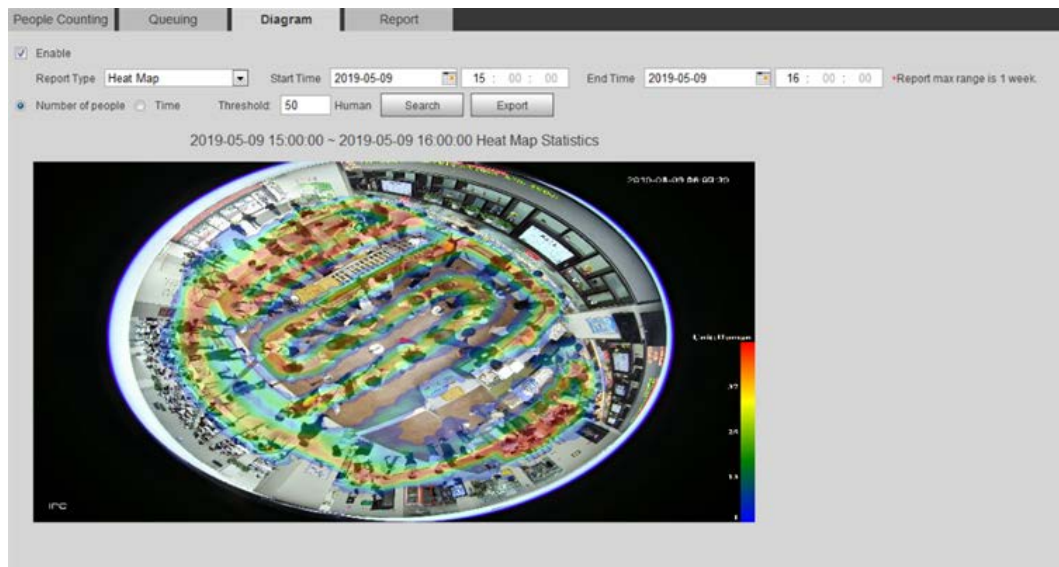 People Counting Queuing Diagram Report
Enable
Report Type Heat Map Start Time 2019-05-09 15 : 00 : 00 End Time 2019-05-09 16 : 00 : 00 *Report max range is 1 week.
Number of people Time Threshold: 50 Human Search Export
2019-05-09 15:00:00 ~ 2019-05-09 16:00:00 Heat Map Statistics
Unit:Human
IPC
1